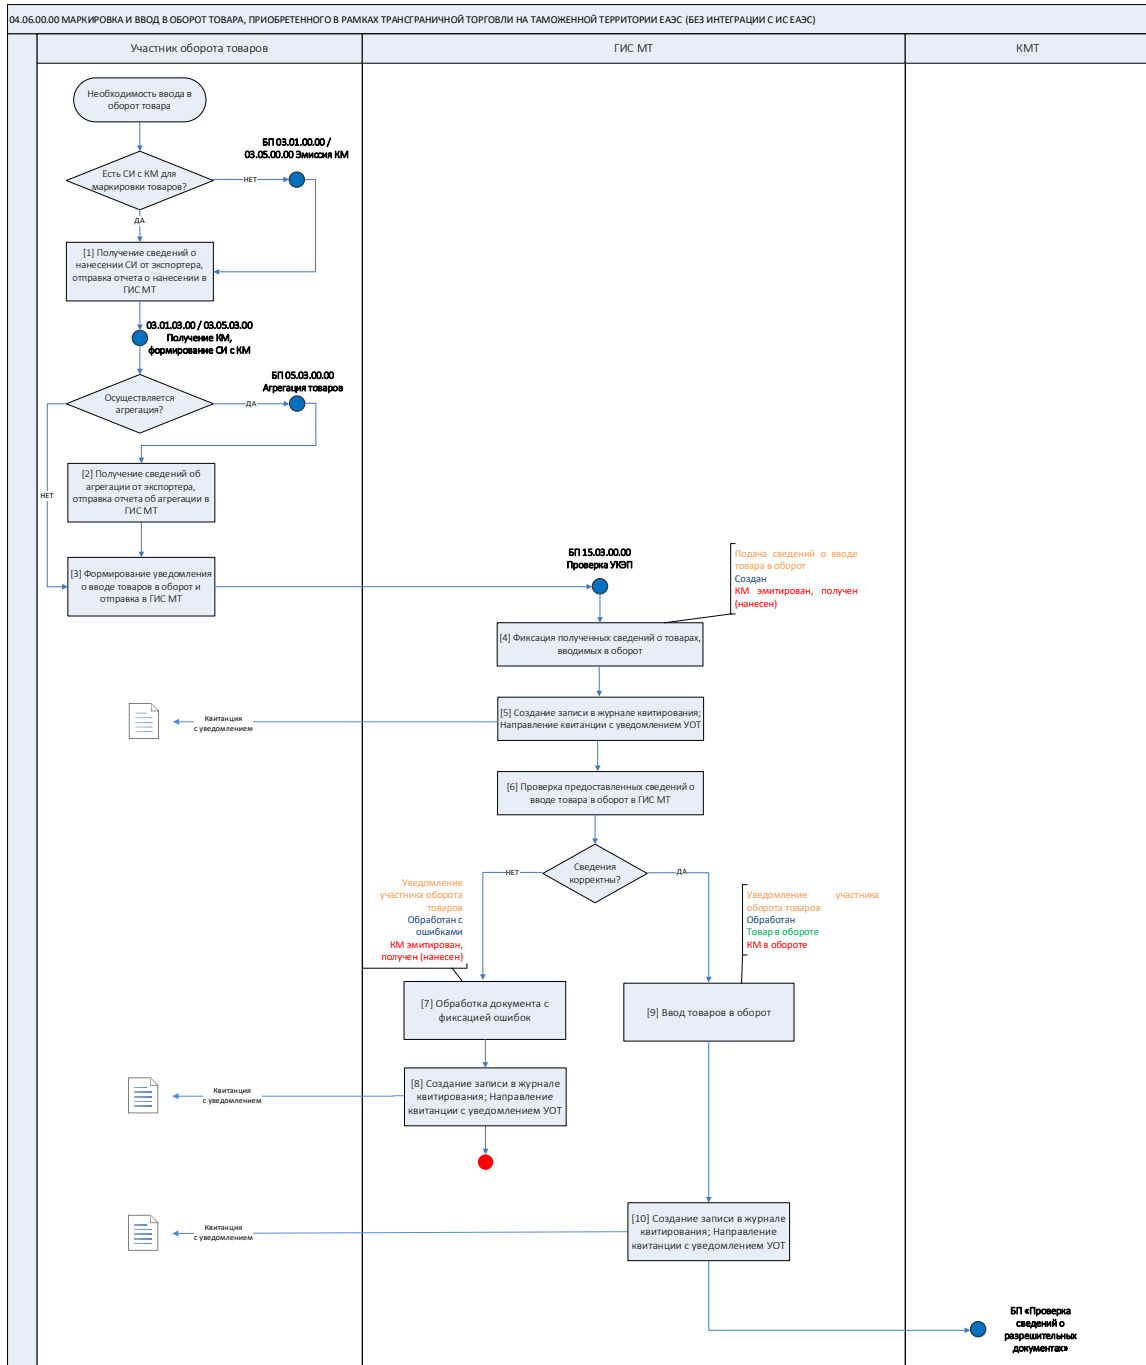 04.06.00.00 МАРКИРОВКА И ВВОД В ОБОРОТ ТОВАРА, ПРИОБРЕТЕННОГО В РАМКАХ ТРАНСГРАНИЧНОЙ ТОРГОВЛИ НА ТАМОЖЕННОЙ ТЕРРИТОРИИ ЕАЭС (БЕЗ ИНТЕГРАЦИИ С ИС ЕАЭС)
Участник оборота товаров
ГИС МТ
КМТ
Необходимость ввода в
оборот товара
БП 03.01.00.00 /
03.05.00.00 Эмиссия КМ
Есть СИ с КМ для
маркировки товаров?
НЕТ
ДА
[1] Получение сведений о
нанесении СИ от экспортера,
отправка отчета о нанесении в
ГИС МТ
03.01.03.00 / 03.05.03.00
Получение КМ,
формирование СИ с КМ
БП 05.03.00.00
Агрегация товаров
Осуществляется
агрегация?
ДА
НЕТ
[2] Получение сведений об
агрегации от экспортера,
отправка отчета об агрегации в
ГИС МТ
[3] Формирование уведомления
о вводе товаров в оборот и
отправка в ГИС МТ
БП 15.03.00.00
Проверка УКЭП
Подача сведений о вводе
товара в оборот
Создан
КМ эмитирован, получен
(нанесен)
[4] Фиксация полученных сведений о товарах,
вводимых в оборот
[5] Создание записи в журнале квитирования;
Направление квитанции с уведомлением УОТ
Квитанция
с уведомлением
[6] Проверка предоставленных сведений о
вводе товара в оборот в ГИС МТ
Сведения
корректны?
НЕТ
ДА
Уведомление
участника оборота
товаров
Обработан с
ошибками
КМ эмитирован,
получен (нанесен)
Уведомление участника
оборота товаров
Обработан
Товар в обороте
КМ в обороте
[7] Обработка документа с
фиксацией ошибок
[9] Ввод товаров в оборот
[8] Создание записи в журнале
квитирования; Направление
квитанции с уведомлением УОТ
Квитанция
с уведомлением
[10] Создание записи в журнале
квитирования; Направление
квитанции с уведомлением УОТ
Квитанция
с уведомлением
БП «Проверка
сведений о
разрешительных
документах»